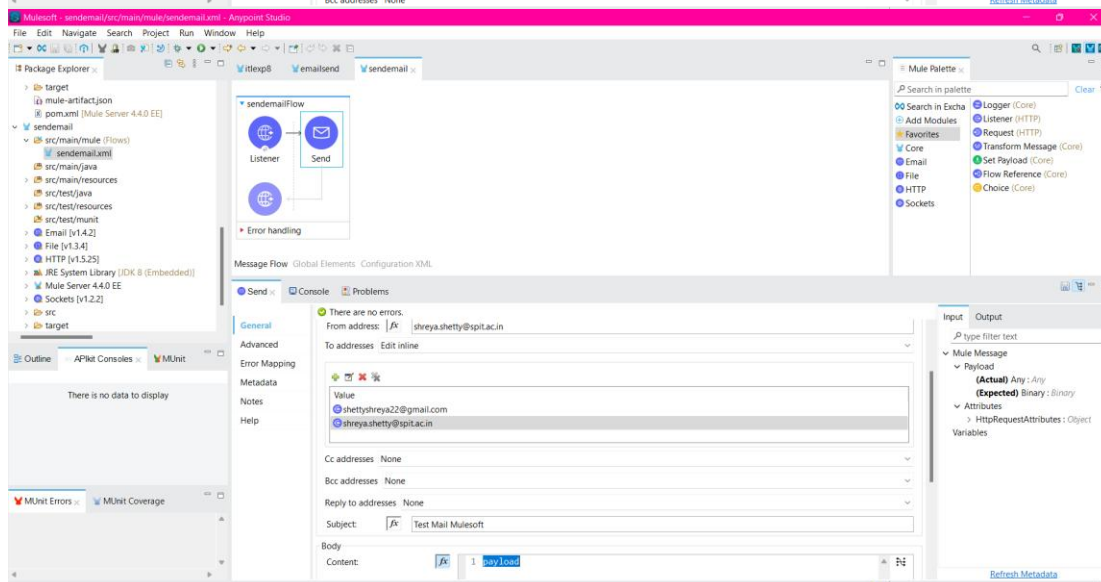 Bcc addresses None
Refresh Metadata
Mulesoft - sendemail/src/main/mule/sendemail.xml - Anypoint Studio
File Edit Navigate Search Project Run Window Help
Package Explorer
target
mule-artifact.json
pom.xml [Mule Server 4.4.0 EE]
sendemail
src/main/mule (Flows)
sendemail.xml
src/main/java
src/main/resources
src/test/java
src/test/resources
src/test/munit
Email [v1.4.2]
File [v1.3.4]
HTTP [v1.5.25]
JRE System Library [JDK 8 (Embedded)]
Mule Server 4.4.0 EE
Sockets [v1.2.2]
src
target
Outline APIkit Consoles MUnit
There is no data to display
MUnit Errors MUnit Coverage
itlexp8 emailsend sendemail
sendemailFlow
Listener Send
Error handling
Message Flow Global Elements Configuration XML
Mule Palette
Search in palette Clear
Search in Excha
Add Modules
Favorites
Core
Email
File
HTTP
Sockets
Logger (Core)
Listener (HTTP)
Request (HTTP)
Transform Message (Core)
Set Payload (Core)
Flow Reference (Core)
Choice (Core)
Send Console Problems
There are no errors.
General
Advanced
Error Mapping
Metadata
Notes
Help
From address: fx shreya.shetty@spit.ac.in
To addresses Edit inline
Value
shettyshreya22@gmail.com
shreya.shetty@spit.ac.in
Cc addresses None
Bcc addresses None
Reply to addresses None
Subject: fx Test Mail Mulesoft
Body
Content: fx 1 payload
Input Output
type filter text
Mule Message
Payload
(Actual) Any : Any
(Expected) Binary : Binary
Attributes
HttpRequestAttributes : Object
Variables
Refresh Metadata